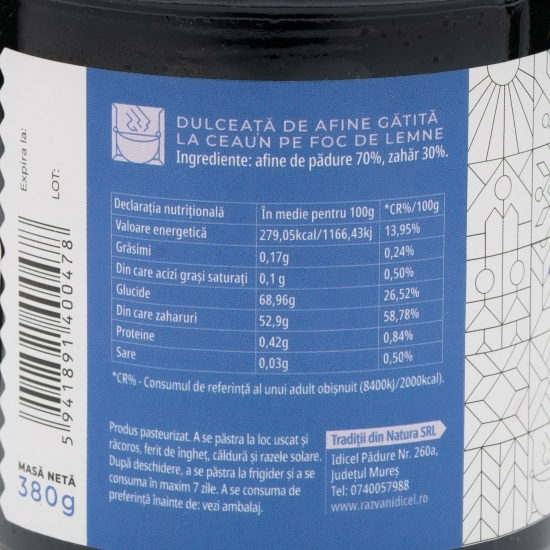 Expira la:
LOT:
5 941891 400478
MASĂ NETĂ
380g
DULCEAȚĂ DE AFINE GĂTITĂ
LA CEAUN PE FOC DE LEMNE
Ingrediente: afine de pădure 70%, zahăr 30%.
Declarația nutrițională În medie pentru 100g *CR%/100g
Valoare energetică 279,05kcal/1166,43kj 13,95%
Grăsimi 0,17g 0,24%
Din care acizi grași saturați 0,1 g 0,50%
Glucide 68,96g 26,52%
Din care zaharuri 52,9g 58,78%
Proteine 0,42g 0,84%
Sare 0,03g 0,50%
*CR% - Consumul de referință al unui adult obișnuit (8400kJ/2000kcal).
Produs pasteurizat. A se păstra la loc uscat și
răcoros, ferit de îngheț, căldură și razele solare.
După deschidere, a se păstra la frigider și a se
consuma în maxim 7 zile. A se consuma de
preferință înainte de: vezi ambalaj.
Tradiții din Natura SRL
Idicel Pădure Nr. 260a,
Județul Mureș
Tel: 0740057988
www.razvanidicel.ro